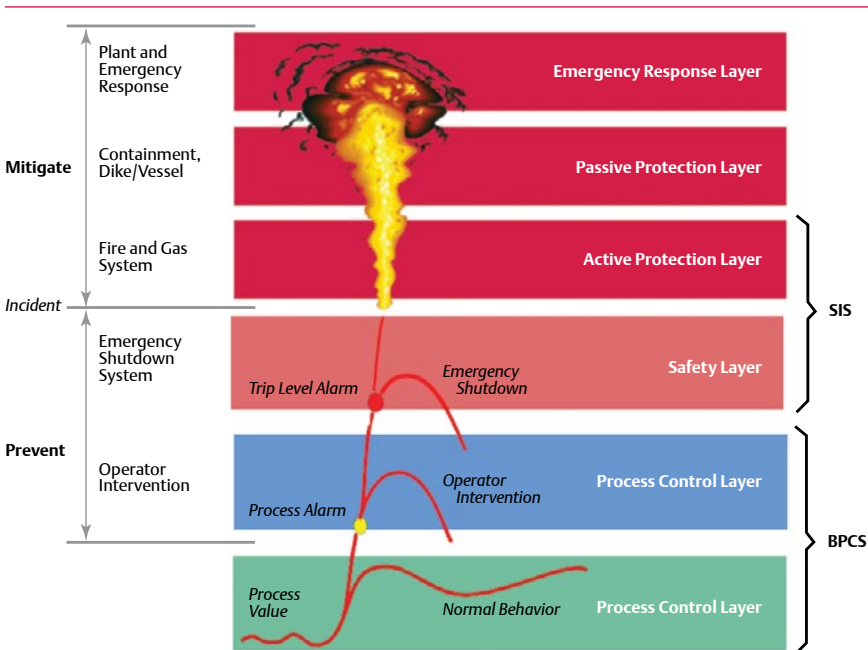 Plant and
Emergency
Response
Emergency Response Layer
Mitigate
Containment,
Dike/Vessel
Passive Protection Layer
Fire and Gas
System
Active Protection Layer
SIS
Incident
Emergency
Shutdown
System
Trip Level Alarm
Emergency
Shutdown
Safety Layer
Prevent
Operator
Intervention
Process Alarm
Operator
Intervention
Process Control Layer
BPCS
Process
Value
Normal Behavior
Process Control Layer